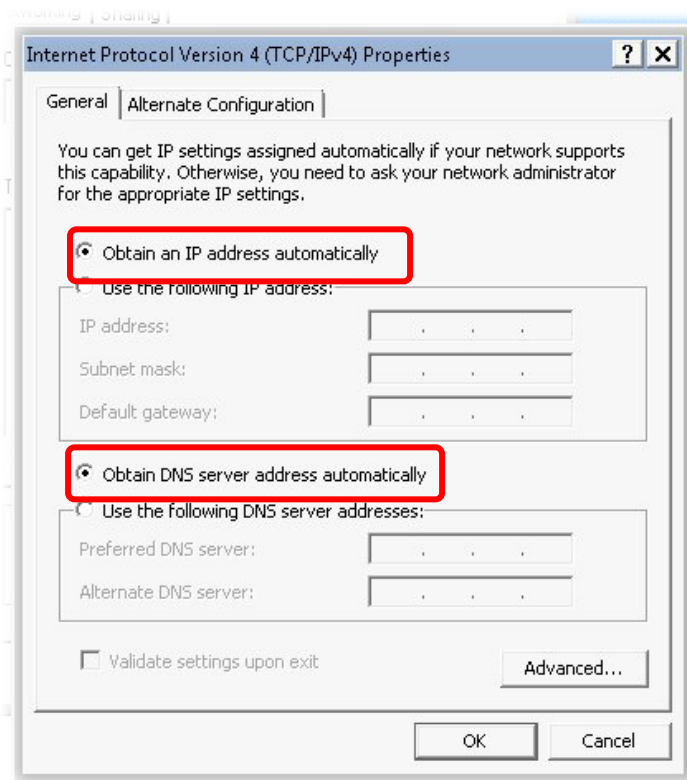 Sharing
Internet Protocol Version 4 (TCP/IPv4) Properties
General
Alternate Configuration
You can get IP settings assigned automatically if your network supports
this capability. Otherwise, you need to ask your network administrator
for the appropriate IP settings.
Obtain an IP address automatically
Use the following IP address:
IP address:
Subnet mask:
Default gateway:
Obtain DNS server address automatically
Use the following DNS server addresses:
Preferred DNS server:
Alternate DNS server:
Validate settings upon exit
Advanced...
OK
Cancel